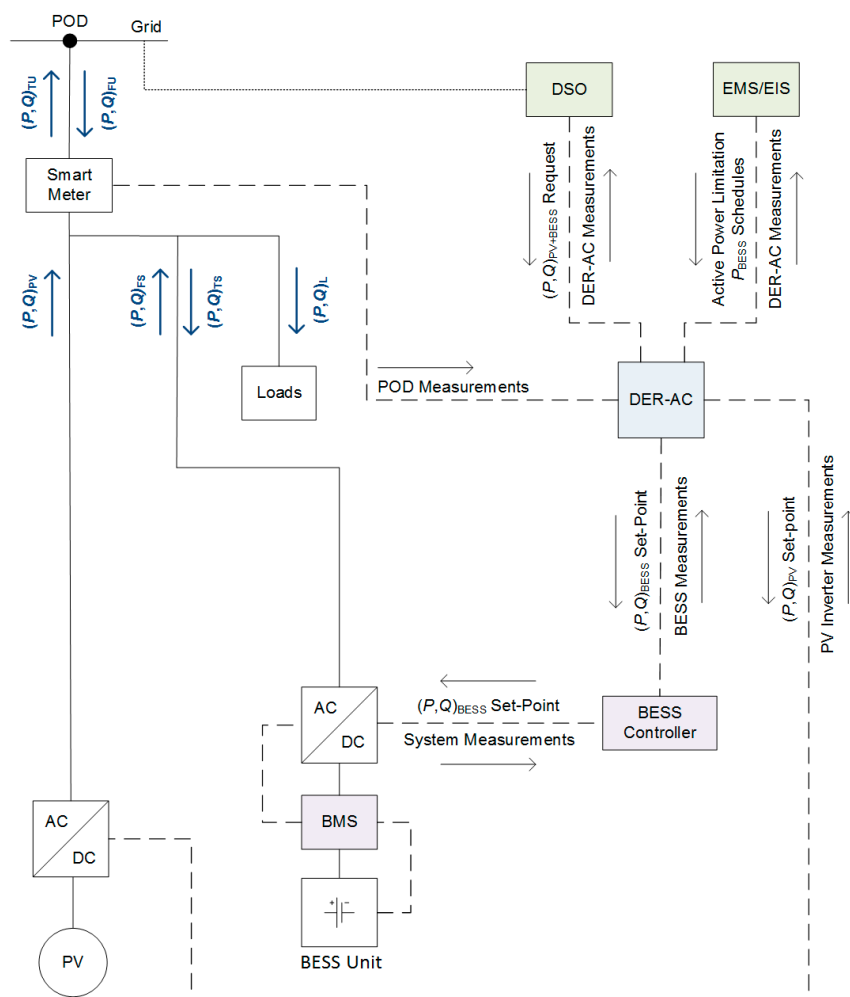 POD
Grid
(P,Q)TU
(P,Q)FU
DSO
EMS/EIS
Smart
Meter
(P,Q)PV+BESS Request
DER-AC Measurements
Active Power Limitation
PBESS Schedules
DER-AC Measurements
(P,Q)PV
(P,Q)FS
(P,Q)TS
(P,Q)L
Loads
POD Measurements
DER-AC
(P,Q)BESS Set-Point
BESS Measurements
(P,Q)PV Set-point
PV Inverter Measurements
AC
DC
(P,Q)BESS Set-Point
System Measurements
BESS
Controller
AC
DC
BMS
+ -
PV
BESS Unit